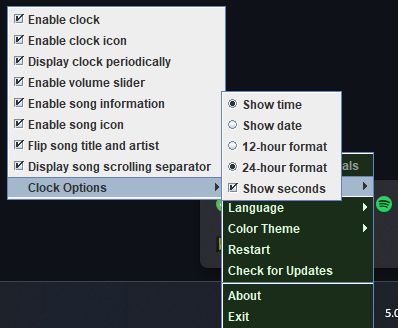 Enable clock
Enable clock icon
Display clock periodically
Enable volume slider
Enable song information
Enable song icon
Flip song title and artist
Display song scrolling separator
Clock Options
Show time
Show date
12-hour format
24-hour format
Show seconds
als
Language
Color Theme
Restart
Check for Updates
About
Exit
5.0